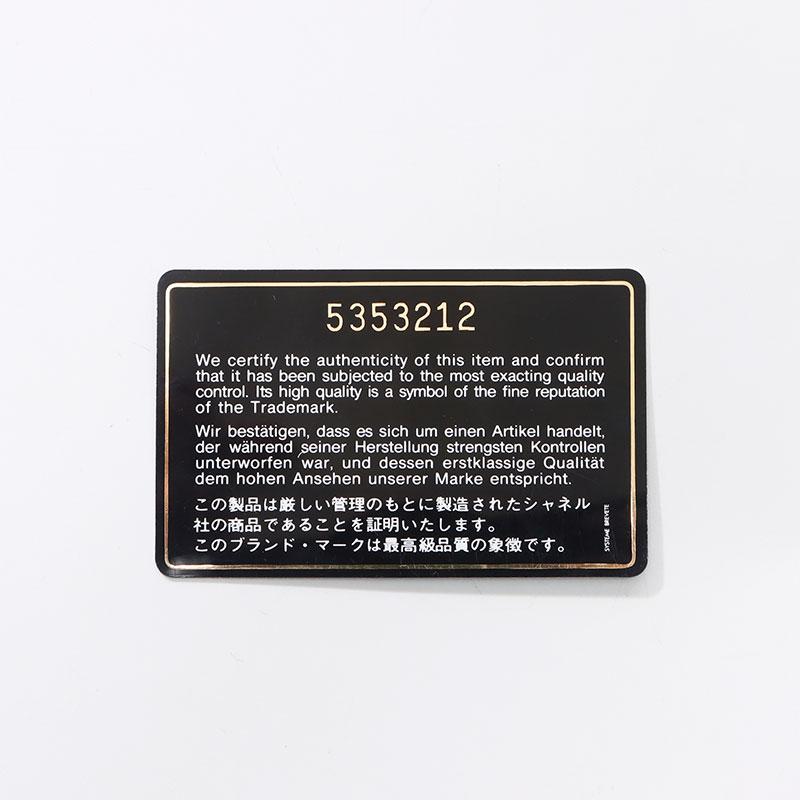 5353212
We certify the authenticity of this item and confirm
that it has been subjected to the most exacting quality
control. Its high quality is a symbol of the fine reputation
of the Trademark.
Wir bestätigen, dass es sich um einen Artikel handelt,
der während seiner Herstellung strengsten Kontrollen
unterworfen war, und dessen erstklassige Qualität
dem hohen Ansehen unserer Marke entspricht.
この製品は厳しい管理のもとに製造されたシャネル
社の商品であることを証明いたします。
このブランド・マークは最高級品質の象徴です。
SYSTEME BREVETE